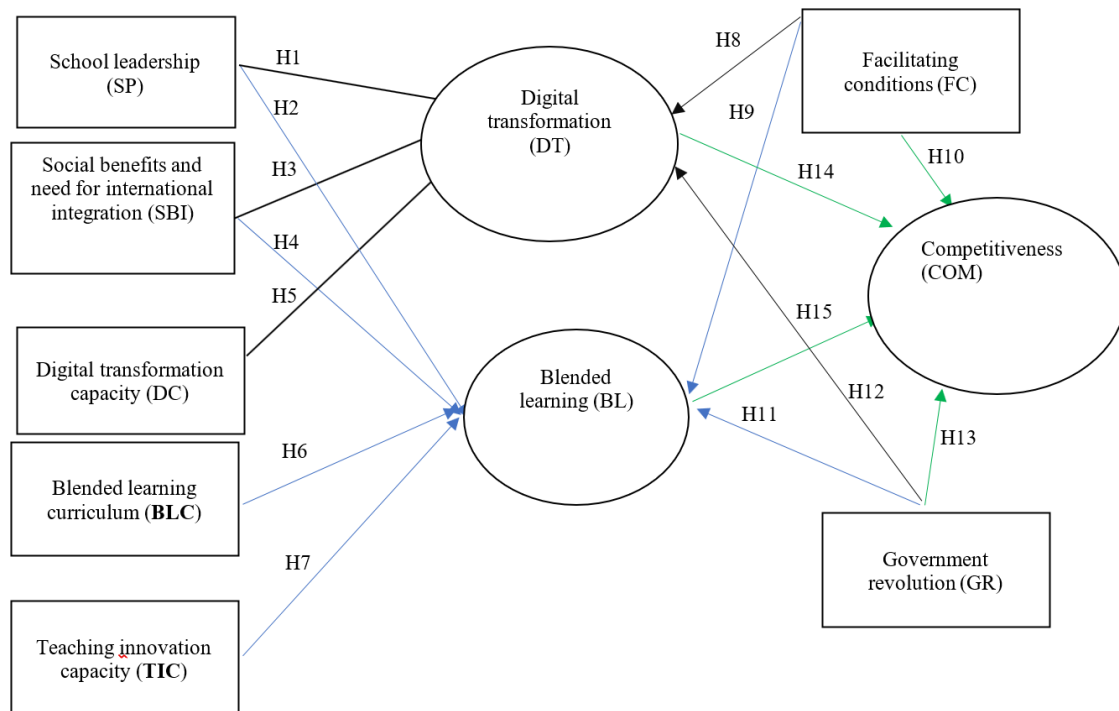 School leadership
(SP)
H1
H2
Social benefits and
need for international
integration (SBI)
H3
H4
H5
Digital transformation
capacity (DC)
Blended learning
curriculum (BLC)
H6
H7
Teaching innovation
capacity (TIC)
Digital
transformation
(DT)
Blended
learning (BL)
H8
H9
Facilitating
conditions (FC)
H10
H14
Competitiveness
(COM)
H15
H12
H11
H13
Government
revolution (GR)